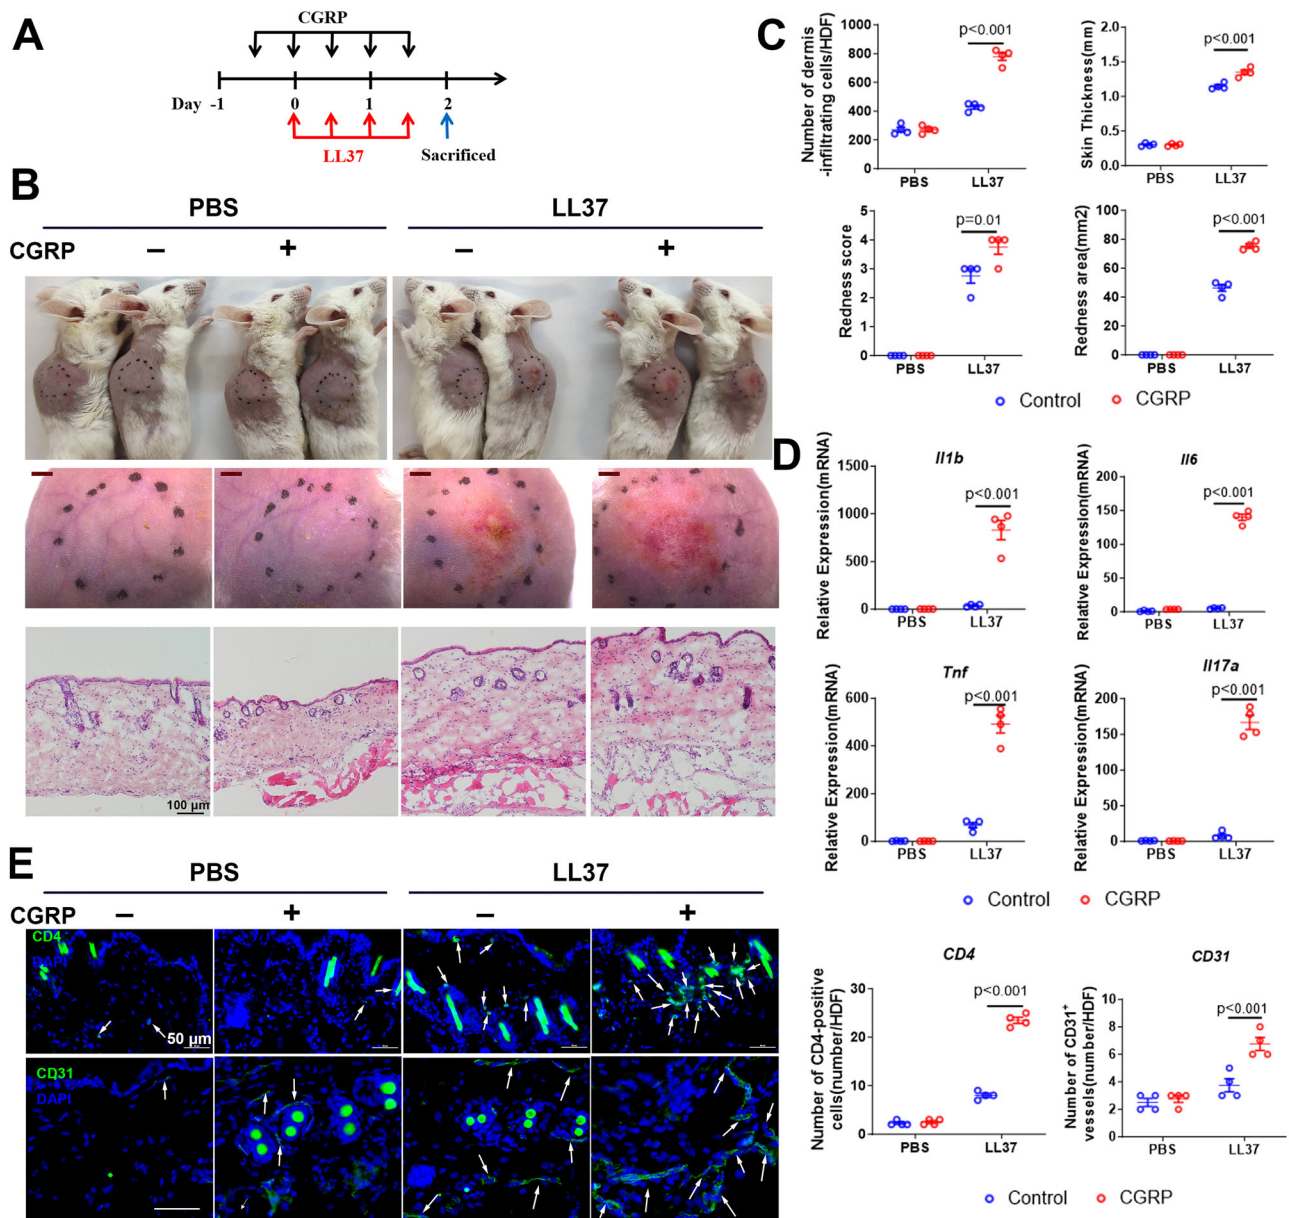 A
CGRP
Day -1 0 1 2
LL37
Sacrificed
B
PBS LL37
CGRP – + – +
100 μm
C
Number of dermis
-infiltrating cells/HDF
1000
800
600
400
200
0
p<0.001
PBS LL37
Skin Thickness(mm)
2.0
1.5
1.0
0.5
0.0
p<0.001
PBS LL37
Redness score
5
4
3
2
1
0
p=0.01
PBS LL37
Redness area(mm2)
100
80
60
40
20
0
p<0.001
PBS LL37
Control CGRP
D
Il1b
Relative Expression(mRNA)
1500
1000
500
0
p<0.001
PBS LL37
Il6
Relative Expression(mRNA)
200
150
100
50
0
p<0.001
PBS LL37
Tnf
Relative Expression(mRNA)
600
400
200
0
p<0.001
PBS LL37
Il17a
Relative Expression(mRNA)
200
150
100
50
0
p<0.001
PBS LL37
Control CGRP
E
PBS LL37
CGRP – + – +
CD4
DAPI
50 μm
CD31
DAPI
CD4
Number of CD4-positive
cells(number/HDF)
30
20
10
0
p<0.001
PBS LL37
CD31
Number of CD31+
vessels(number/HDF)
10
8
6
4
2
0
p<0.001
PBS LL37
Control CGRP